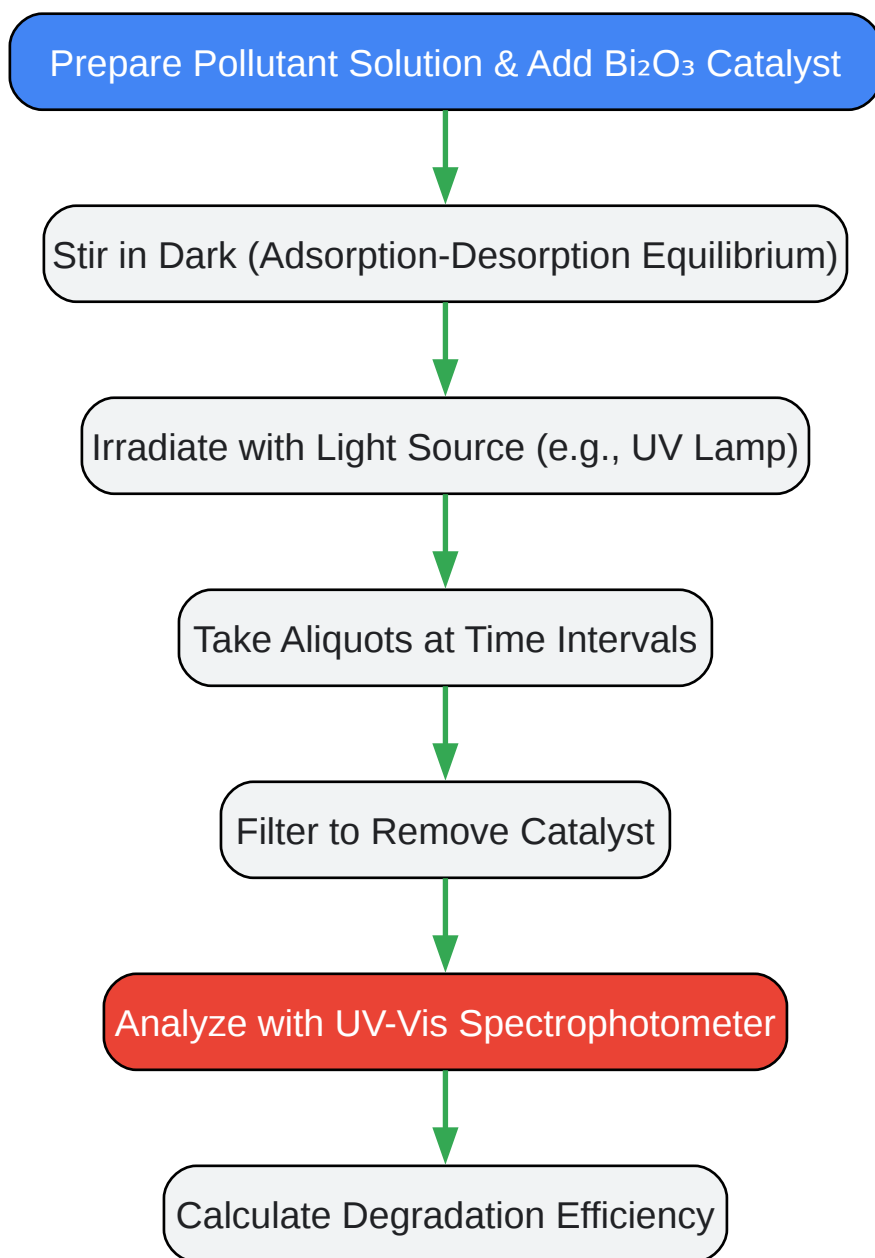 Prepare Pollutant Solution & Add Bi₂O₃ Catalyst
Stir in Dark (Adsorption-Desorption Equilibrium)
Irradiate with Light Source (e.g., UV Lamp)
Take Aliquots at Time Intervals
Filter to Remove Catalyst
Analyze with UV-Vis Spectrophotometer
Calculate Degradation Efficiency